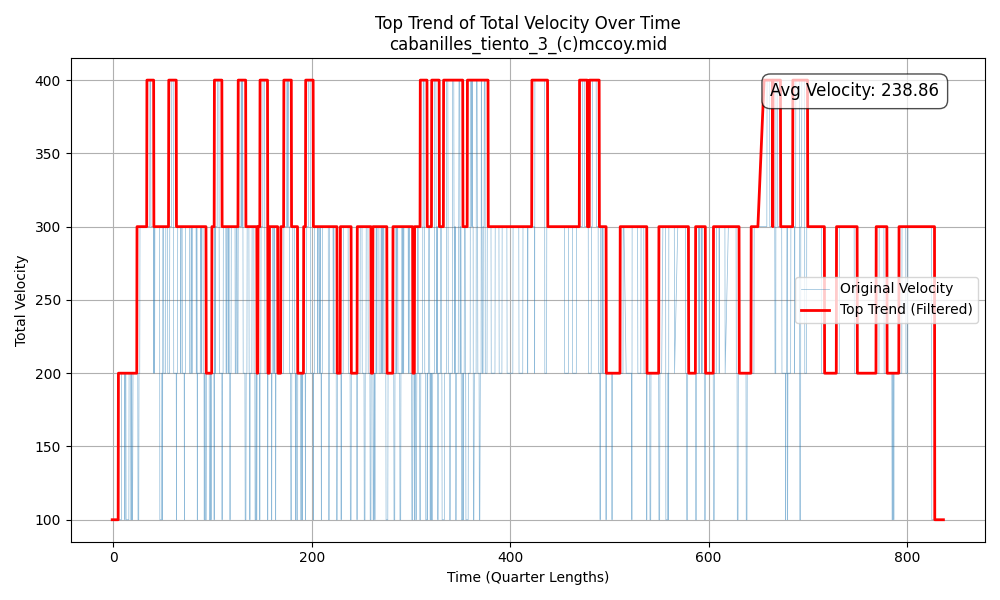 Top Trend of Total Velocity Over Time
cabanilles_tiento_3_(c)mccoy.mid
Avg Velocity: 238.86
400
350
300
250
200
150
100
Total Velocity
Original Velocity
Top Trend (Filtered)
0
200
400
600
800
Time (Quarter Lengths)